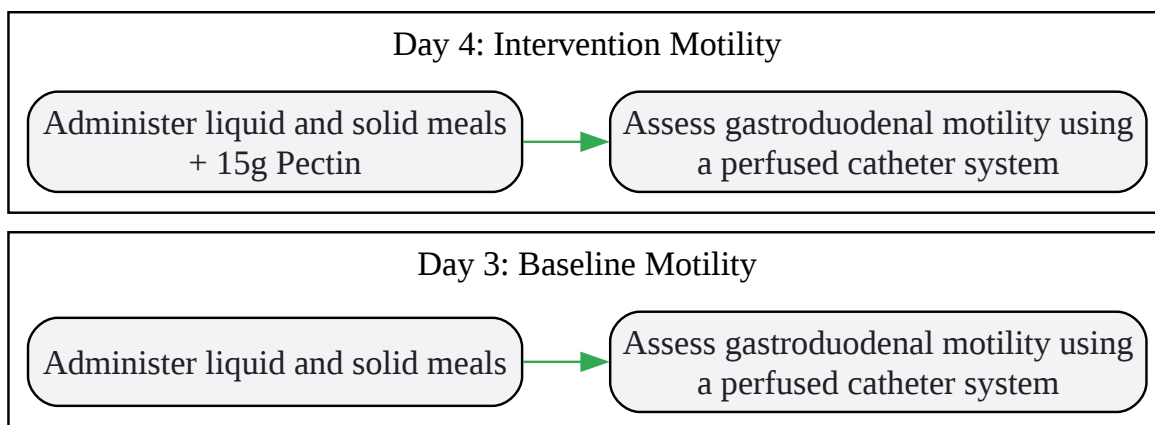 Day 4: Intervention Motility
Administer liquid and solid meals
+ 15g Pectin
Assess gastroduodenal motility using
a perfused catheter system
Day 3: Baseline Motility
Administer liquid and solid meals
Assess gastroduodenal motility using
a perfused catheter system